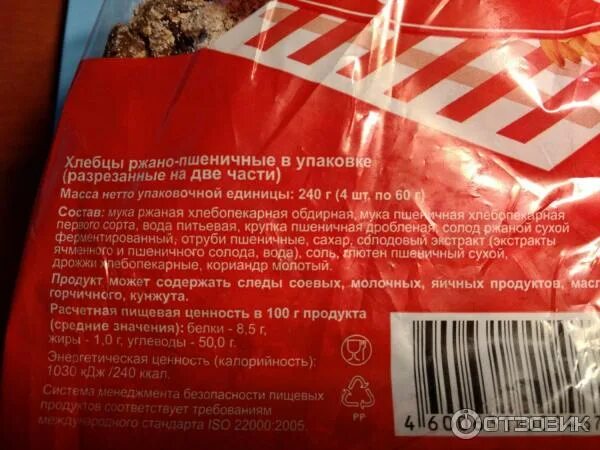 Хлебцы ржано-пшеничные в упаковке
(разрезанные на две части)
Масса нетто упаковочной единицы: 240 г (4 шт. по 60 г)
Состав: мука ржаная хлебопекарная обдирная, мука пшеничная хлебопекарная
первого сорта, вода питьевая, крупка пшеничная дробленая, солод ржаной сухой
ферментированный, отруби пшеничные, сахар, солодовый экстракт (экстракты
ячменного и пшеничного солода, вода), соль, глютен пшеничный сухой,
дрожжи хлебопекарные, кориандр молотый.
Продукт может содержать следы соевых, молочных, яичных продуктов,
горчичного, кунжута.
Расчетная пищевая ценность в 100 г продукта
(средние значения): белки - 8,5 г,
жиры - 1,0 г, углеводы - 50,0 г.
Энергетическая ценность (калорийность):
1030 кДж /240 ккал.
Система менеджмента безопасности пищевых
продуктов соответствует требованиям
международного стандарта ISO 22000:2005.
PP
ОТЗОВИК